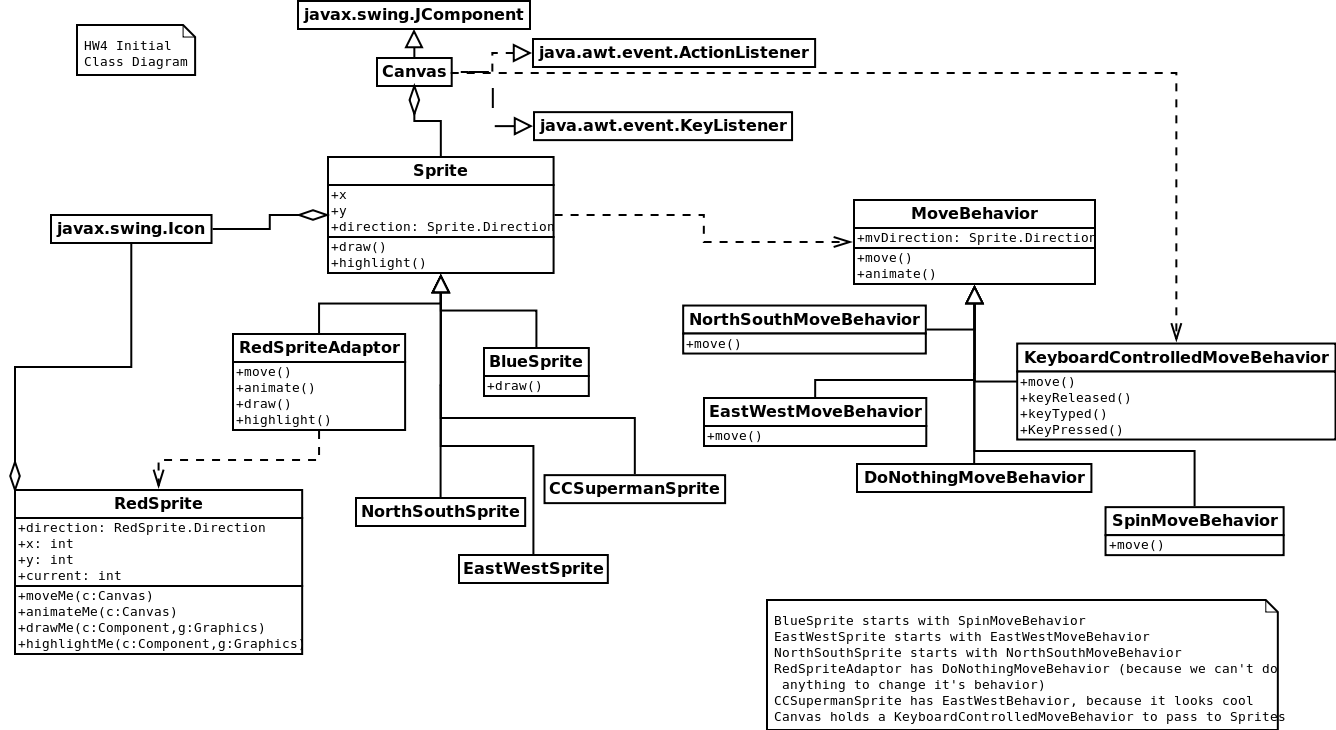 javax.swing.JComponent
HW4 Initial
Class Diagram
java.awt.event.ActionListener
Canvas
java.awt.event.KeyListener
Sprite
+x
+y
+direction: Sprite.Direction
+draw()
+highlight()
javax.swing.Icon
MoveBehavior
+mvDirection: Sprite.Direction
+move()
+animate()
RedSpriteAdaptor
+move()
+animate()
+draw()
+highlight()
BlueSprite
+draw()
NorthSouthMoveBehavior
+move()
KeyboardControlledMoveBehavior
+move()
+keyReleased()
+keyTyped()
+KeyPressed()
EastWestMoveBehavior
+move()
DoNothingMoveBehavior
CCSupermanSprite
NorthSouthSprite
EastWestSprite
SpinMoveBehavior
+move()
RedSprite
+direction: RedSprite.Direction
+x: int
+y: int
+current: int
+moveMe(c:Canvas)
+animateMe(c:Canvas)
+drawMe(c:Component,g:Graphics)
+highlightMe(c:Component,g:Graphics)
BlueSprite starts with SpinMoveBehavior
EastWestSprite starts with EastWestMoveBehavior
NorthSouthSprite starts with NorthSouthMoveBehavior
RedSpriteAdaptor has DoNothingMoveBehavior (because we can't do
anything to change it's behavior)
CCSupermanSprite has EastWestBehavior, because it looks cool
Canvas holds a KeyboardControlledMoveBehavior to pass to Sprites